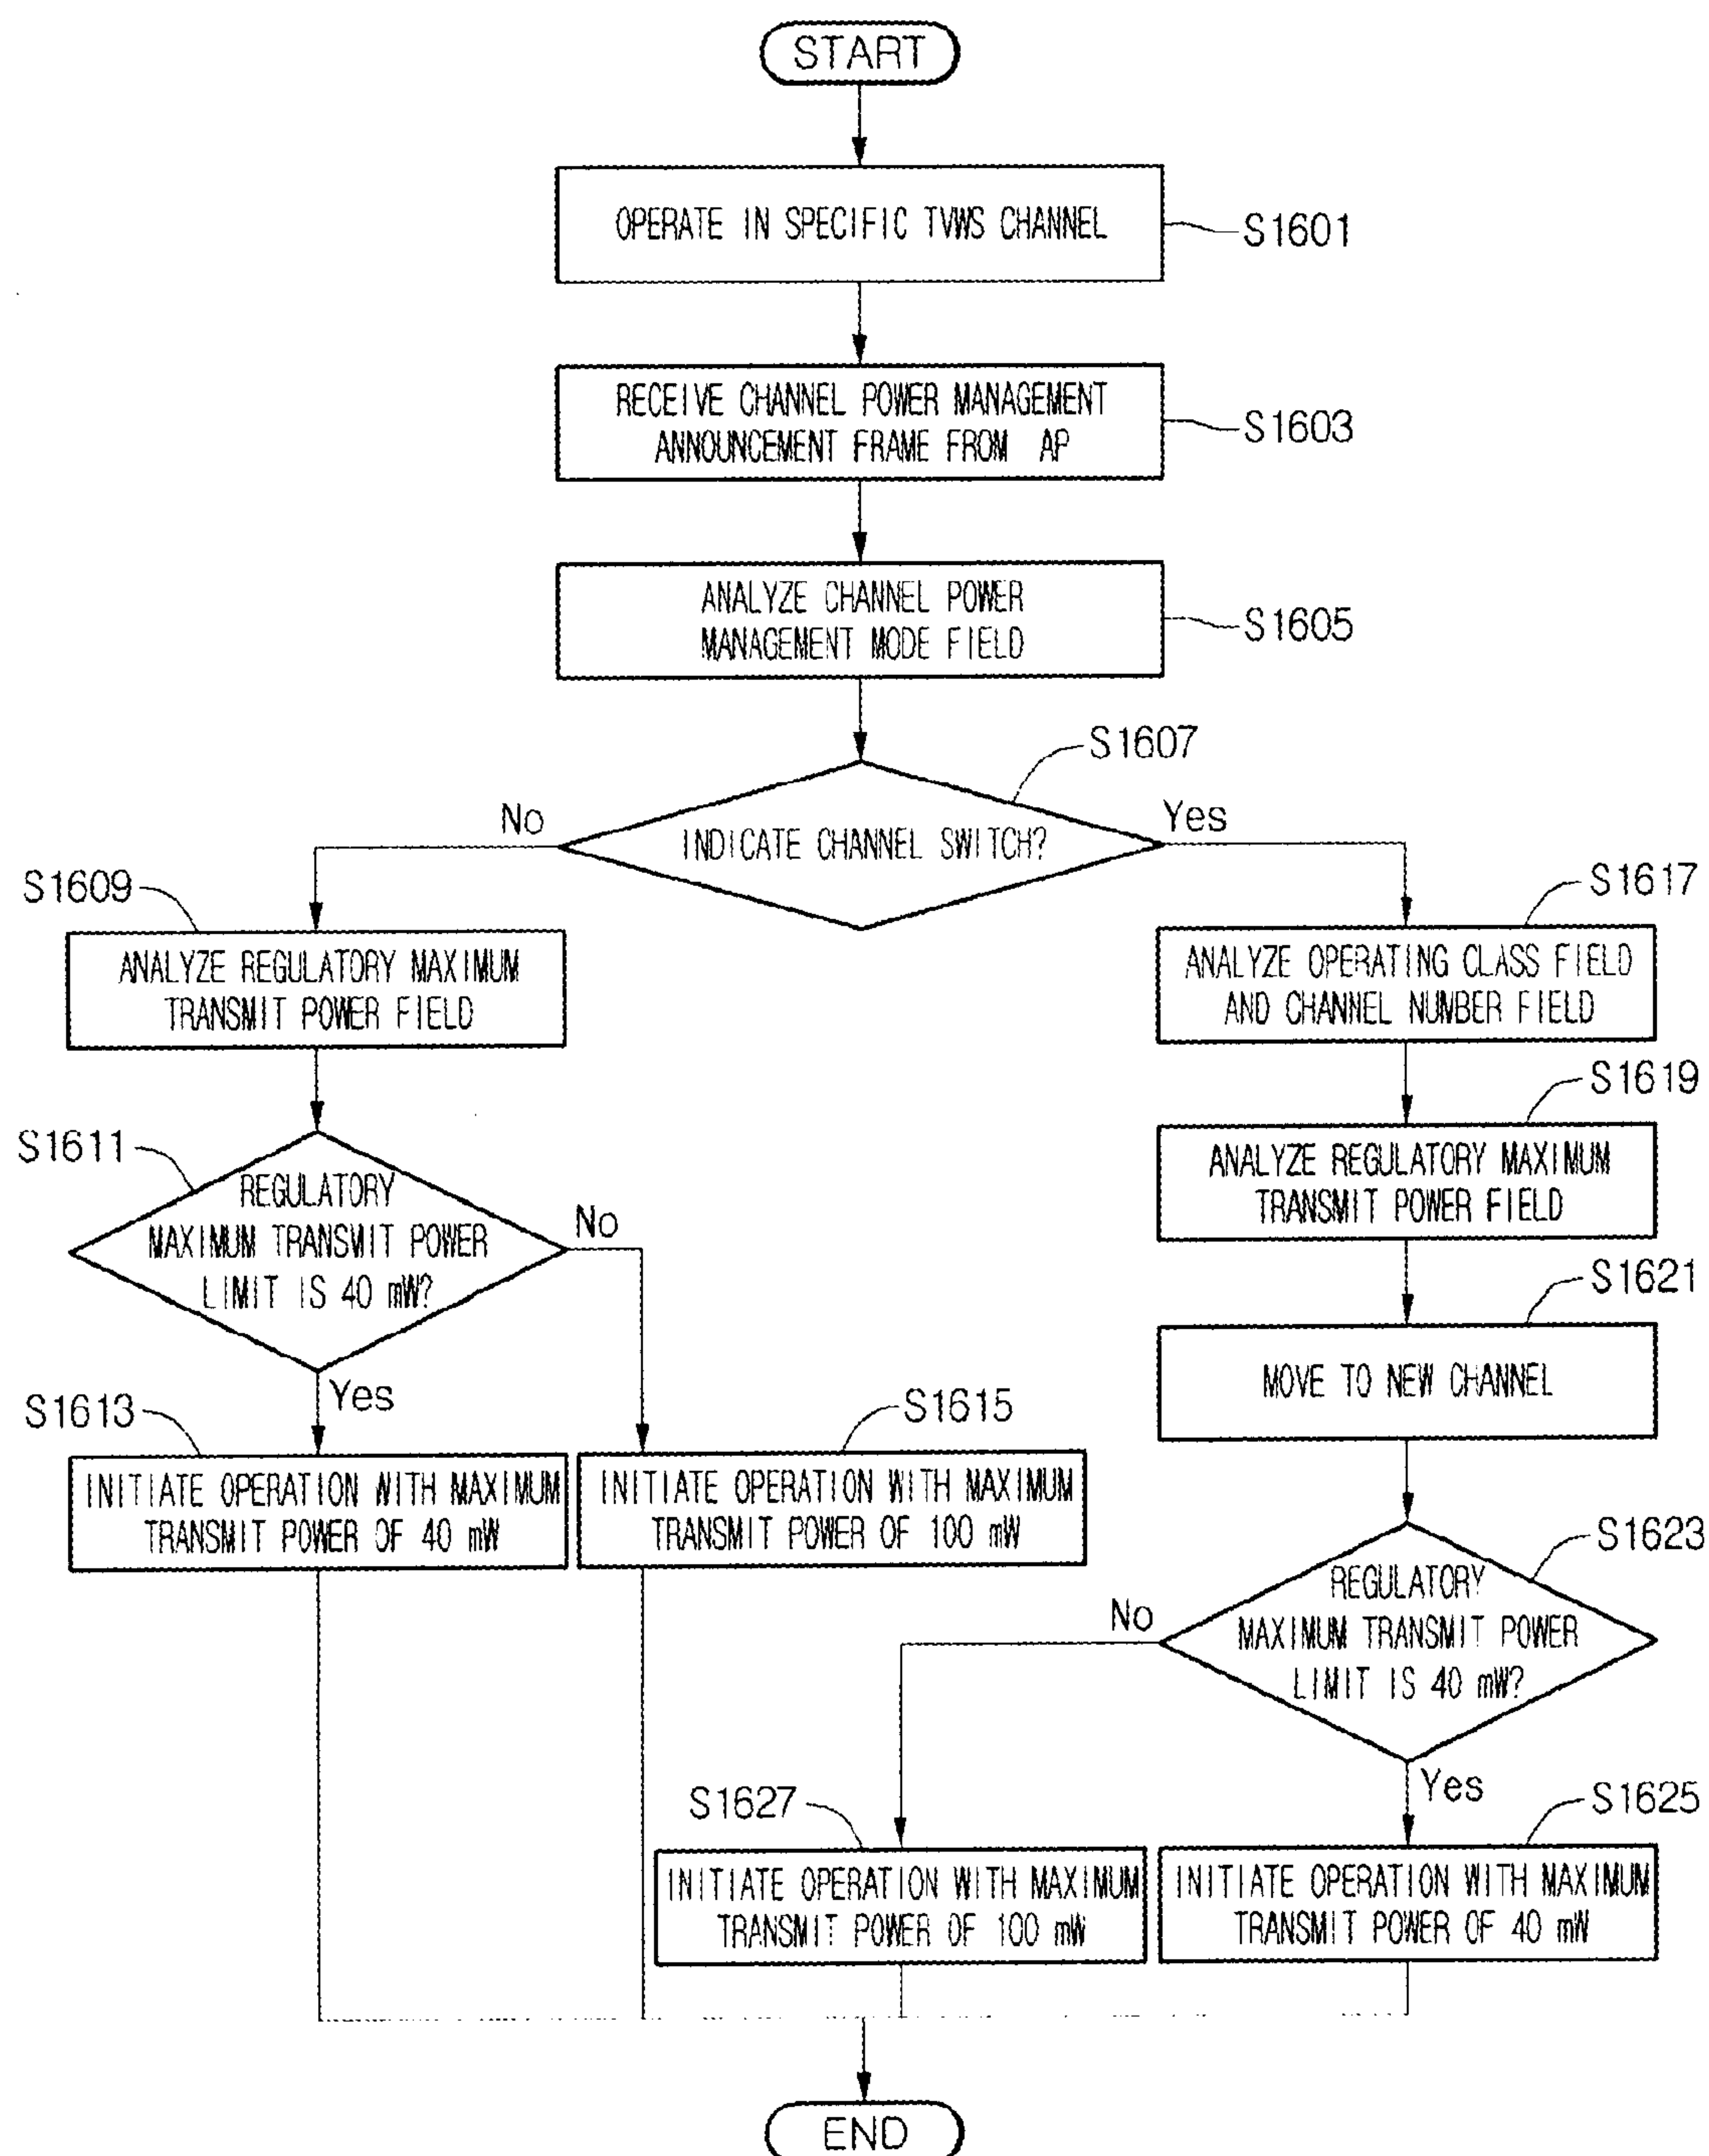 START
OPERATE IN SPECIFIC TVWS CHANNEL
S1601
RECEIVE CHANNEL POWER MANAGEMENT
ANNOUNCEMENT FRAME FROM AP
S1603
ANALYZE CHANNEL POWER
MANAGEMENT MODE FIELD
S1605
S1607
INDICATE CHANNEL SWITCH?
No
Yes
S1609
ANALYZE REGULATORY MAXIMUM
TRANSMIT POWER FIELD
S1611
REGULATORY
MAXIMUM TRANSMIT POWER
LIMIT IS 40 mW?
No
Yes
S1613
INITIATE OPERATION WITH MAXIMUM
TRANSMIT POWER OF 40 mW
S1615
INITIATE OPERATION WITH MAXIMUM
TRANSMIT POWER OF 100 mW
S1617
ANALYZE OPERATING CLASS FIELD
AND CHANNEL NUMBER FIELD
S1619
ANALYZE REGULATORY MAXIMUM
TRANSMIT POWER FIELD
S1621
MOVE TO NEW CHANNEL
S1623
REGULATORY
MAXIMUM TRANSMIT POWER
LIMIT IS 40 mW?
No
Yes
S1627
INITIATE OPERATION WITH MAXIMUM
TRANSMIT POWER OF 100 mW
S1625
INITIATE OPERATION WITH MAXIMUM
TRANSMIT POWER OF 40 mW
END